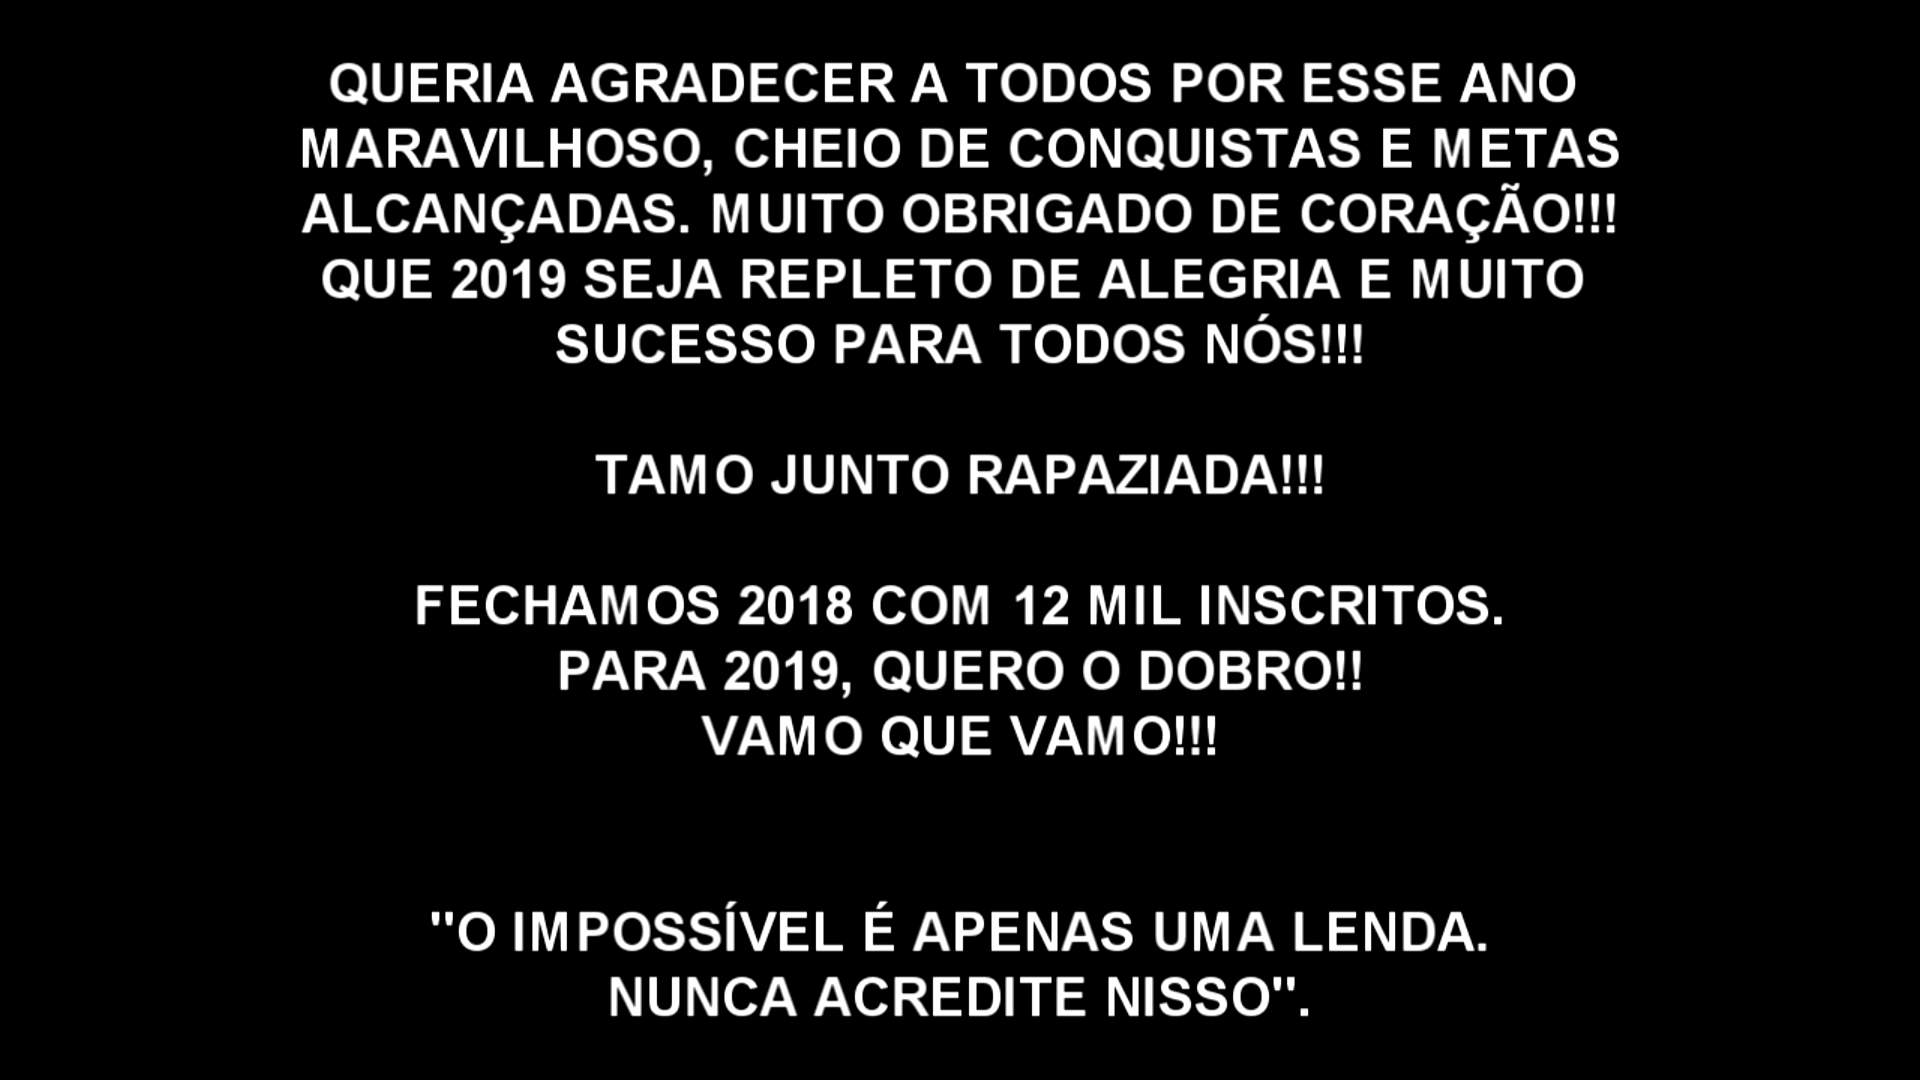 QUERIA AGRADECER A TODOS POR ESSE ANO
MARAVILHOSO, CHEIO DE CONQUISTAS E METAS
ALCANÇADAS. MUITO OBRIGADO DE CORAÇÃO!!!
QUE 2019 SEJA REPLETO DE ALEGRIA E MUITO
SUCESSO PARA TODOS NÓS!!!
TAMO JUNTO RAPAZIADA!!!
FECHAMOS 2018 COM 12 MIL INSCRITOS.
PARA 2019, QUERO O DOBRO!!
VAMO QUE VAMO!!!
"O IMPOSSÍVEL É APENAS UMA LENDA.
NUNCA ACREDITE NISSO".